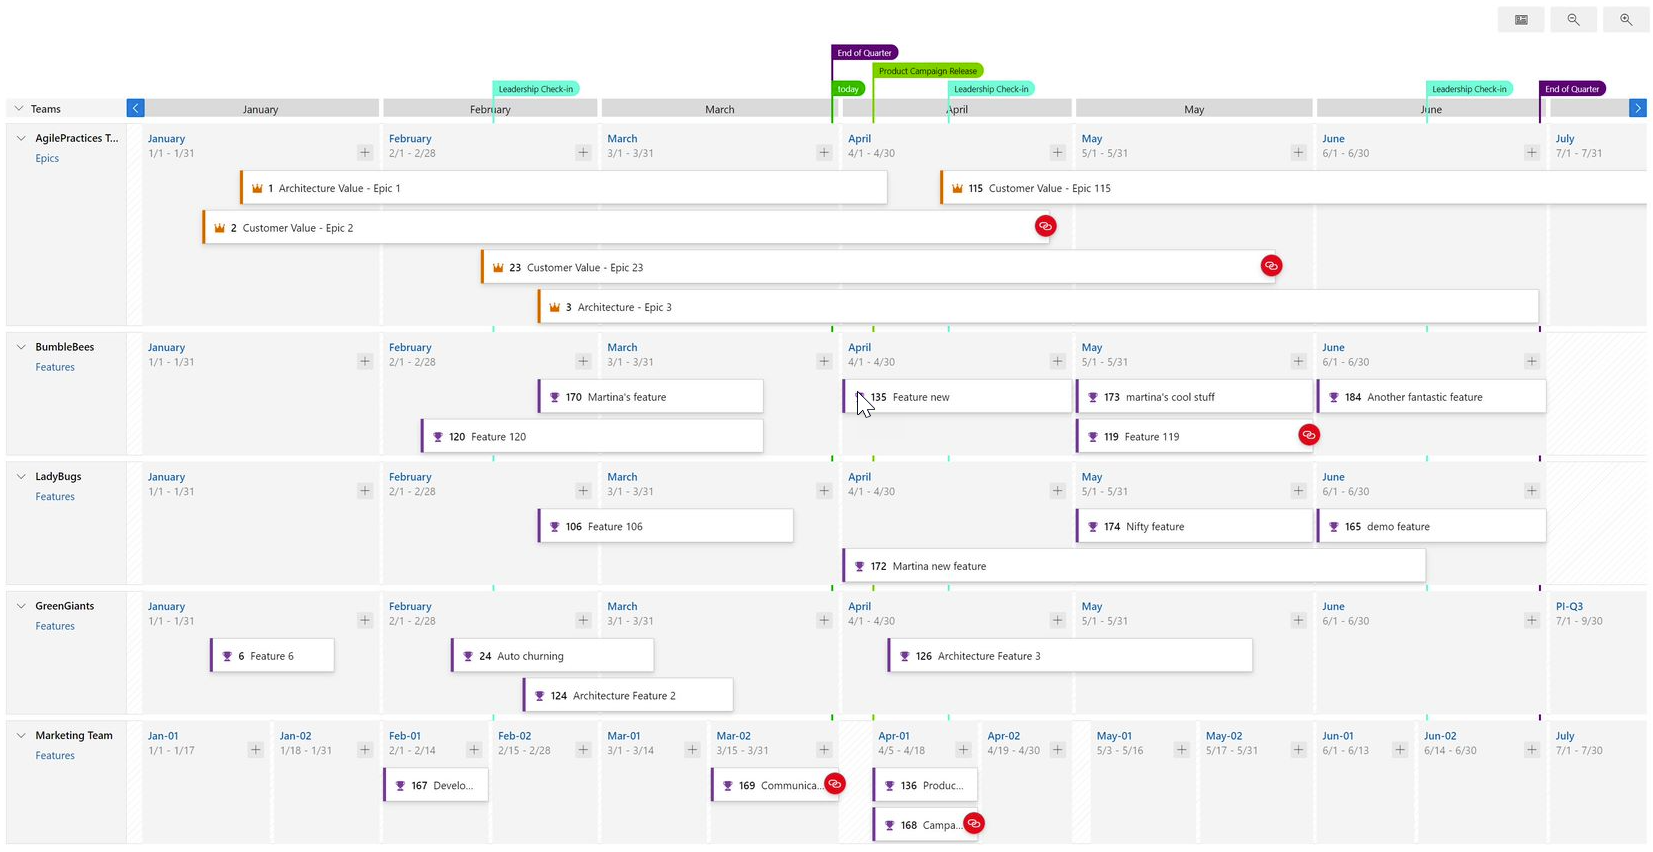 End of Quarter
Product Campaign Release
Leadership Check-in
today
Leadership Check-in
Leadership Check-in
End of Quarter
Teams
January
February
March
April
May
June
AgilePractices T...
Epics
January
1/1 - 1/31
February
2/1 - 2/28
March
3/1 - 3/31
April
4/1 - 4/30
May
5/1 - 5/31
June
6/1 - 6/30
July
7/1 - 7/31
1 Architecture Value - Epic 1
115 Customer Value - Epic 115
2 Customer Value - Epic 2
23 Customer Value - Epic 23
3 Architecture - Epic 3
BumbleBees
Features
January
1/1 - 1/31
February
2/1 - 2/28
March
3/1 - 3/31
April
4/1 - 4/30
May
5/1 - 5/31
June
6/1 - 6/30
170 Martina's feature
135 Feature new
173 martina's cool stuff
184 Another fantastic feature
120 Feature 120
119 Feature 119
LadyBugs
Features
January
1/1 - 1/31
February
2/1 - 2/28
March
3/1 - 3/31
April
4/1 - 4/30
May
5/1 - 5/31
June
6/1 - 6/30
106 Feature 106
174 Nifty feature
165 demo feature
172 Martina new feature
GreenGiants
Features
January
1/1 - 1/31
February
2/1 - 2/28
March
3/1 - 3/31
April
4/1 - 4/30
May
5/1 - 5/31
June
6/1 - 6/30
PI-Q3
7/1 - 9/30
6 Feature 6
24 Auto churning
126 Architecture Feature 3
124 Architecture Feature 2
Marketing Team
Features
Jan-01
1/1 - 1/17
Jan-02
1/18 - 1/31
Feb-01
2/1 - 2/14
Feb-02
2/15 - 2/28
Mar-01
3/1 - 3/14
Mar-02
3/15 - 3/31
Apr-01
4/5 - 4/18
Apr-02
4/19 - 4/30
May-01
5/3 - 5/16
May-02
5/17 - 5/31
Jun-01
6/1 - 6/13
Jun-02
6/14 - 6/30
July
7/1 - 7/30
167 Develo...
169 Communica...
136 Produc...
168 Campa...